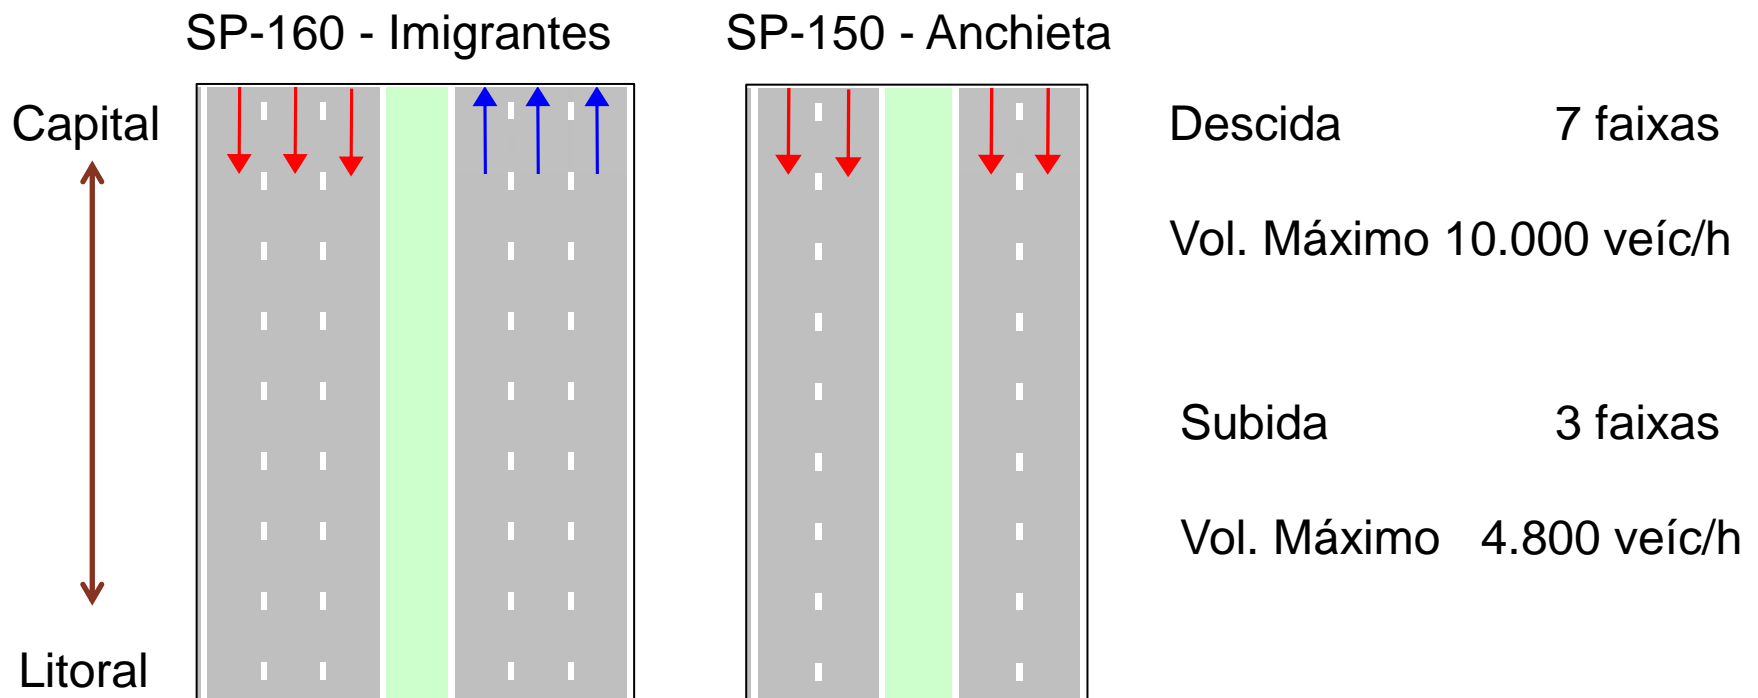 SP-160 - Imigrantes
SP-150 - Anchieta
Capital
Litoral
Descida 7 faixas
Vol. Máximo 10.000 veíc/h
Subida 3 faixas
Vol. Máximo 4.800 veíc/h